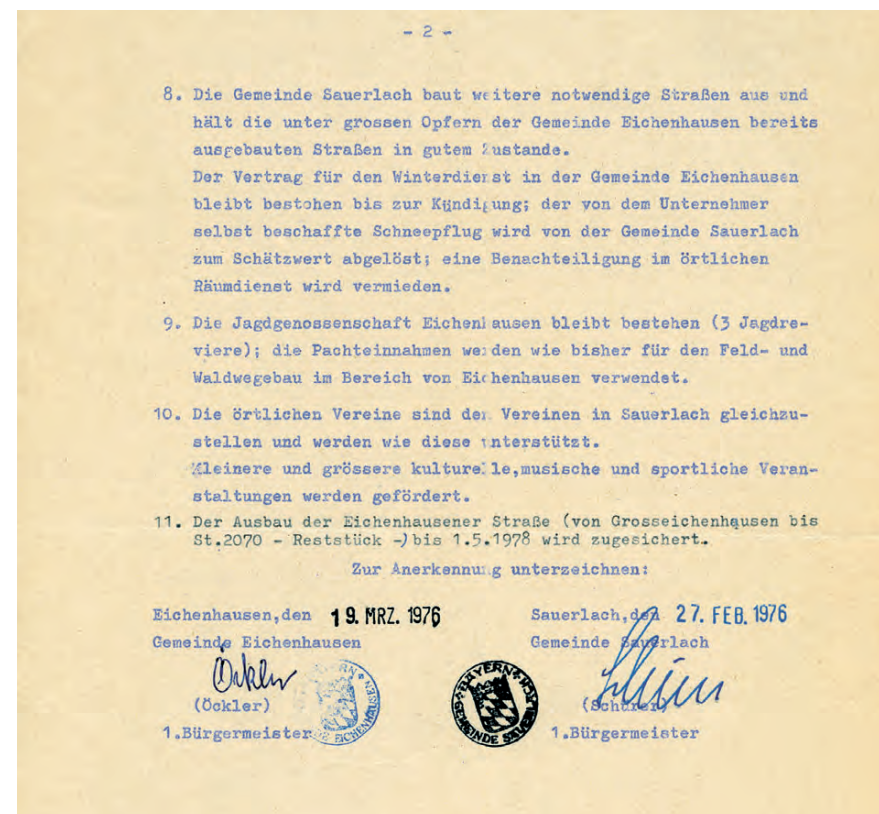 - 2 -
8. Die Gemeinde Sauerlach baut weitere notwendige Straßen aus und
hält die unter grossen Opfern der Gemeinde Eichenhausen bereits
ausgebauten Straßen in gutem Zustande.
Der Vertrag für den Winterdienst in der Gemeinde Eichenhausen
bleibt bestehen bis zur Kündigung; der von dem Unternehmer
selbst beschaffte Schneepflug wird von der Gemeinde Sauerlach
zum Schätzwert abgelöst; eine Benachteiligung im örtlichen
Räumdienst wird vermieden.
9. Die Jagdgenossenschaft Eichenhausen bleibt bestehen (3 Jagdre-
viere); die Pachteinnahmen werden wie bisher für den Feld- und
Waldwegebau im Bereich von Eichenhausen verwendet.
10. Die örtlichen Vereine sind den Vereinen in Sauerlach gleichzu-
stellen und werden wie diese unterstützt.
Kleinere und grössere kulturelle,musische und sportliche Veran-
staltungen werden gefördert.
11. Der Ausbau der Eichenhausener Straße (von Grosseichenhausen bis
St.2070 - Reststück -)bis 1.5.1978 wird zugesichert.
Zur Anerkennung unterzeichnen:
Eichenhausen,den 19. MRZ. 1976 Sauerlach,den 27. FEB. 1976
Gemeinde Eichenhausen Gemeinde Sauerlach
Öckler
(Öckler) BAYERN GEMEINDE EICHENHAUSEN BAYERN GEMEINDE SAUERLACH (Schürer)
1.Bürgermeister 1.Bürgermeister